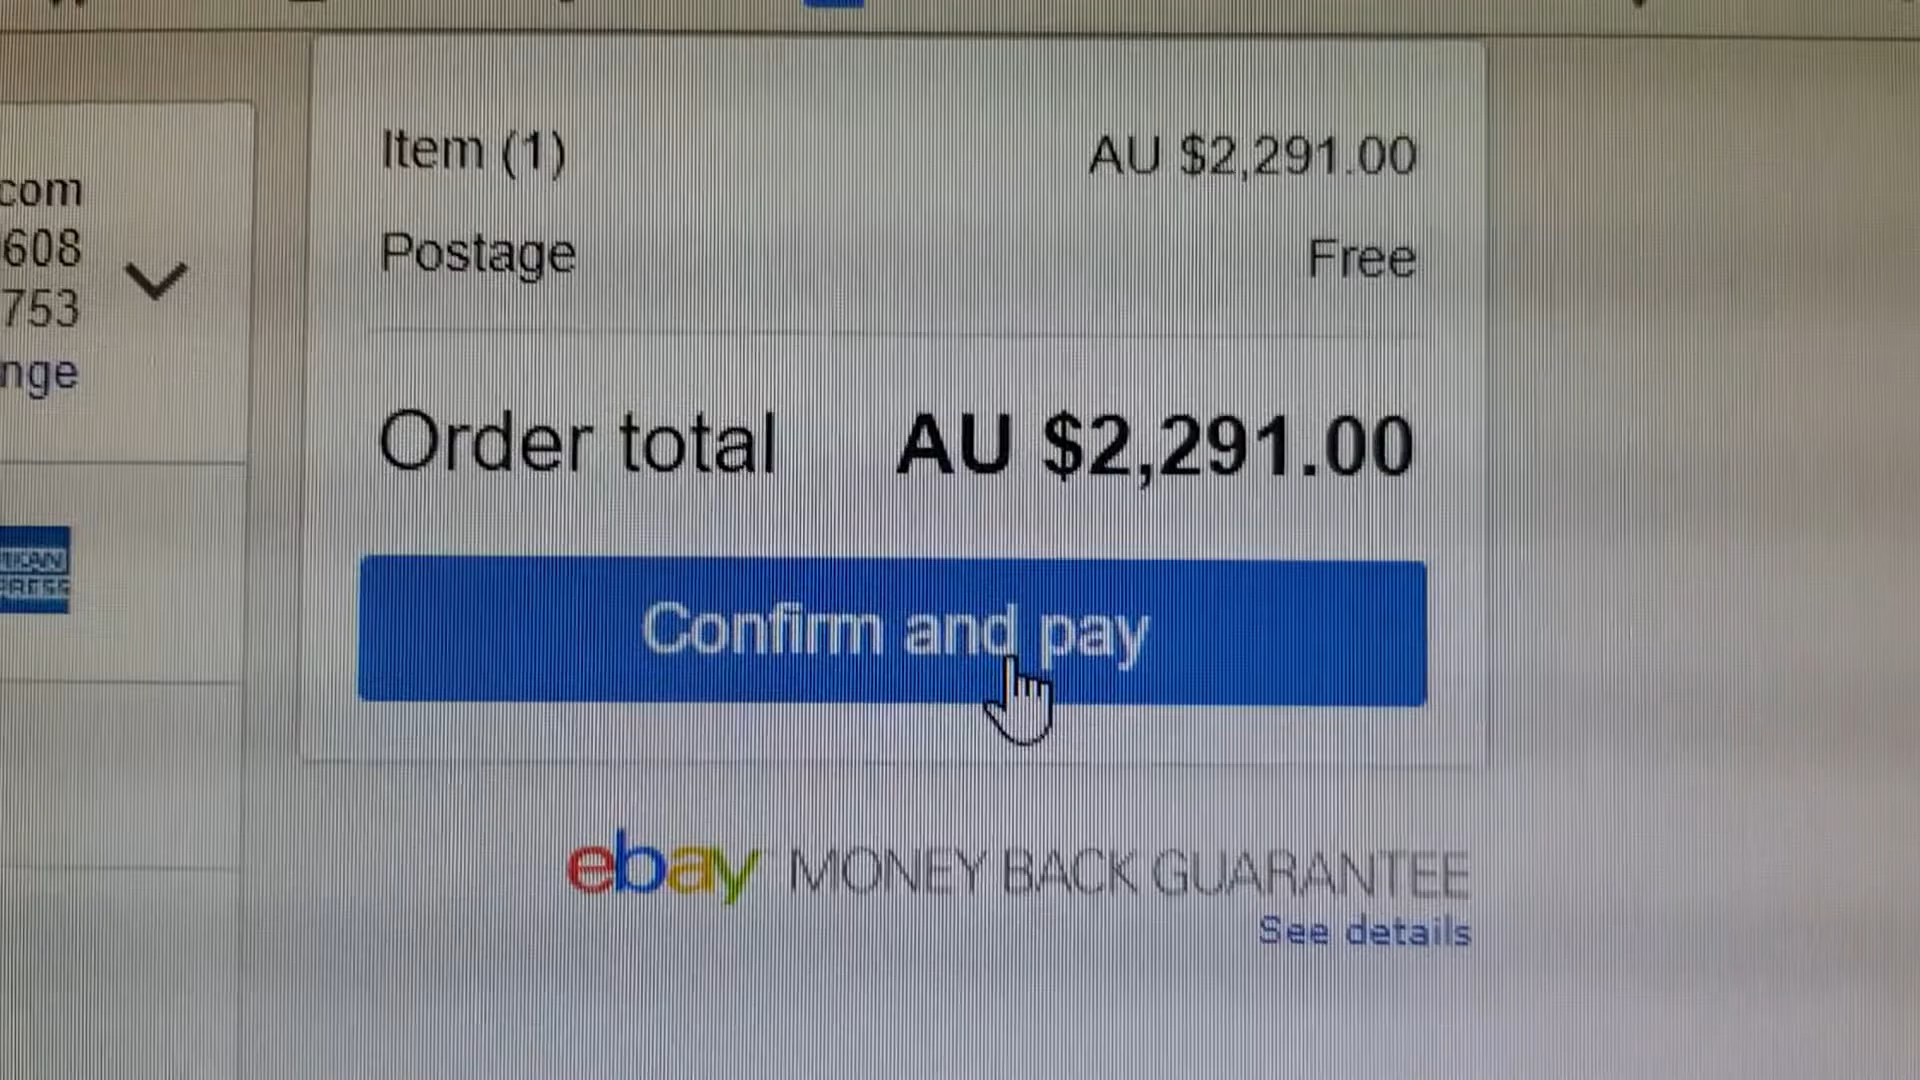 com
608
753
nge
Item (1) AU $2,291.00
Postage Free
Order total AU $2,291.00
Confirm and pay
ebay MONEY BACK GUARANTEE
See details